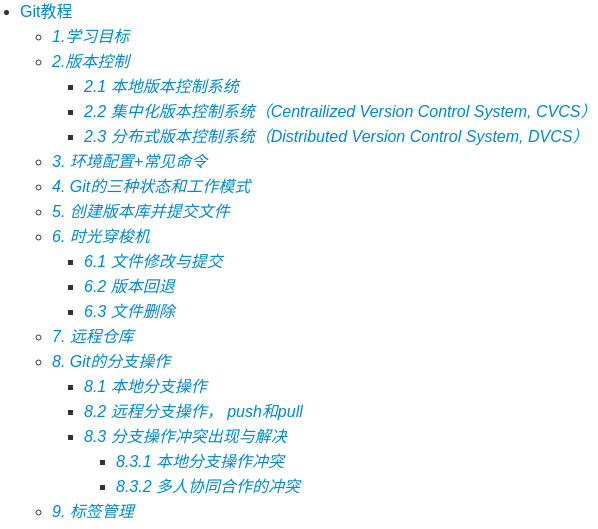 Git教程
1.学习目标
2.版本控制
2.1 本地版本控制系统
2.2 集中化版本控制系统（Centrailized Version Control System, CVCS）
2.3 分布式版本控制系统（Distributed Version Control System, DVCS）
3. 环境配置+常见命令
4. Git的三种状态和工作模式
5. 创建版本库并提交文件
6. 时光穿梭机
6.1 文件修改与提交
6.2 版本回退
6.3 文件删除
7. 远程仓库
8. Git的分支操作
8.1 本地分支操作
8.2 远程分支操作， push和pull
8.3 分支操作冲突出现与解决
8.3.1 本地分支操作冲突
8.3.2 多人协同合作的冲突
9. 标签管理